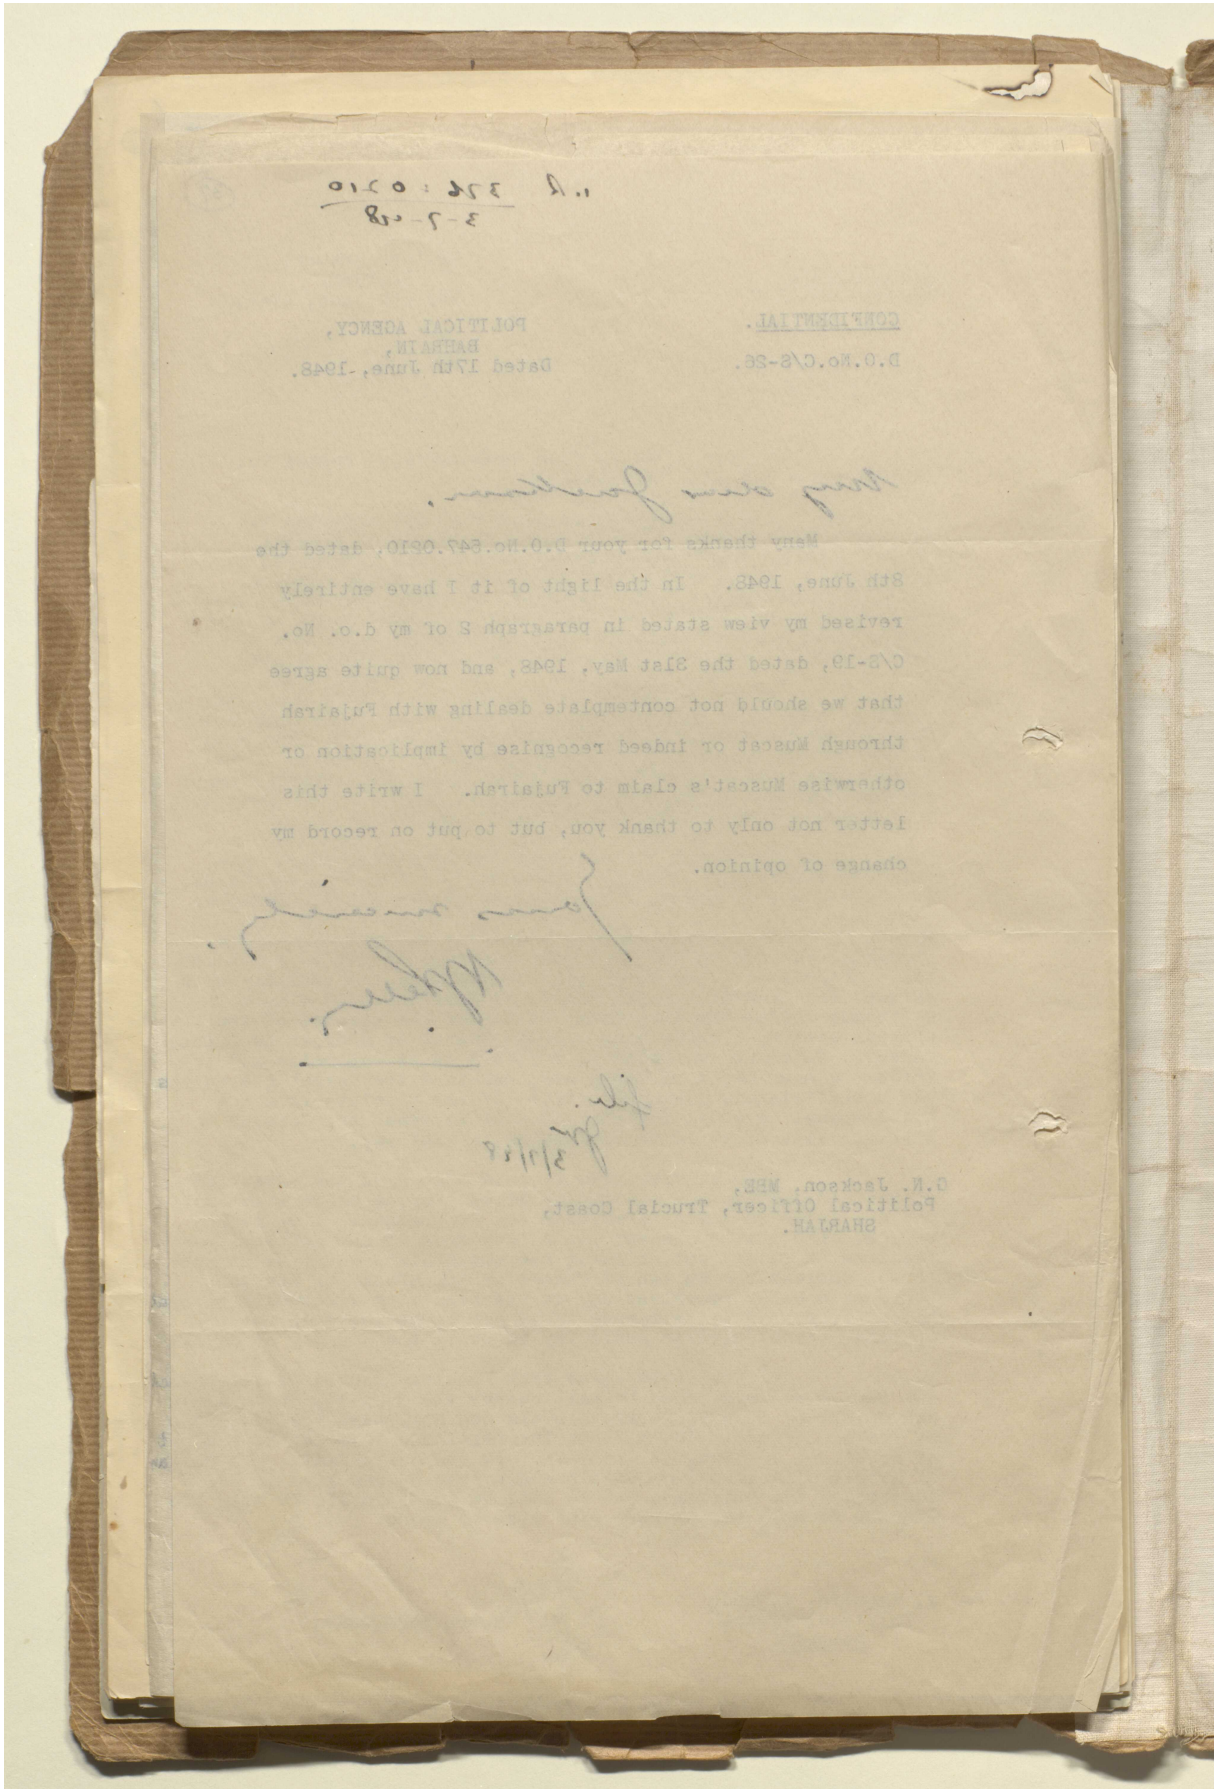 376 : 0210
3-7-48
CONFIDENTIAL.
D.O.No.C/S-26.
POLITICAL AGENCY,
BAHRAIN,
Dated 17th June, 1948.
My dear Jackson,
Many thanks for your D.O.No.547.0210, dated the
8th June, 1948. In the light of it I have entirely
revised my view stated in paragraph 2 of my d.o. No.
C/S-19, dated the 31st May, 1948, and now quite agree
that we should not contemplate dealing with Fujairah
through Muscat or indeed recognise by implication or
otherwise Muscat's claim to Fujairah. I write this
letter not only to thank you, but to put on record my
change of opinion.
Yours sincerely,
file.
3/7/48
G.N. Jackson. MBE,
Political Officer, Trucial Coast,
SHARJAH.